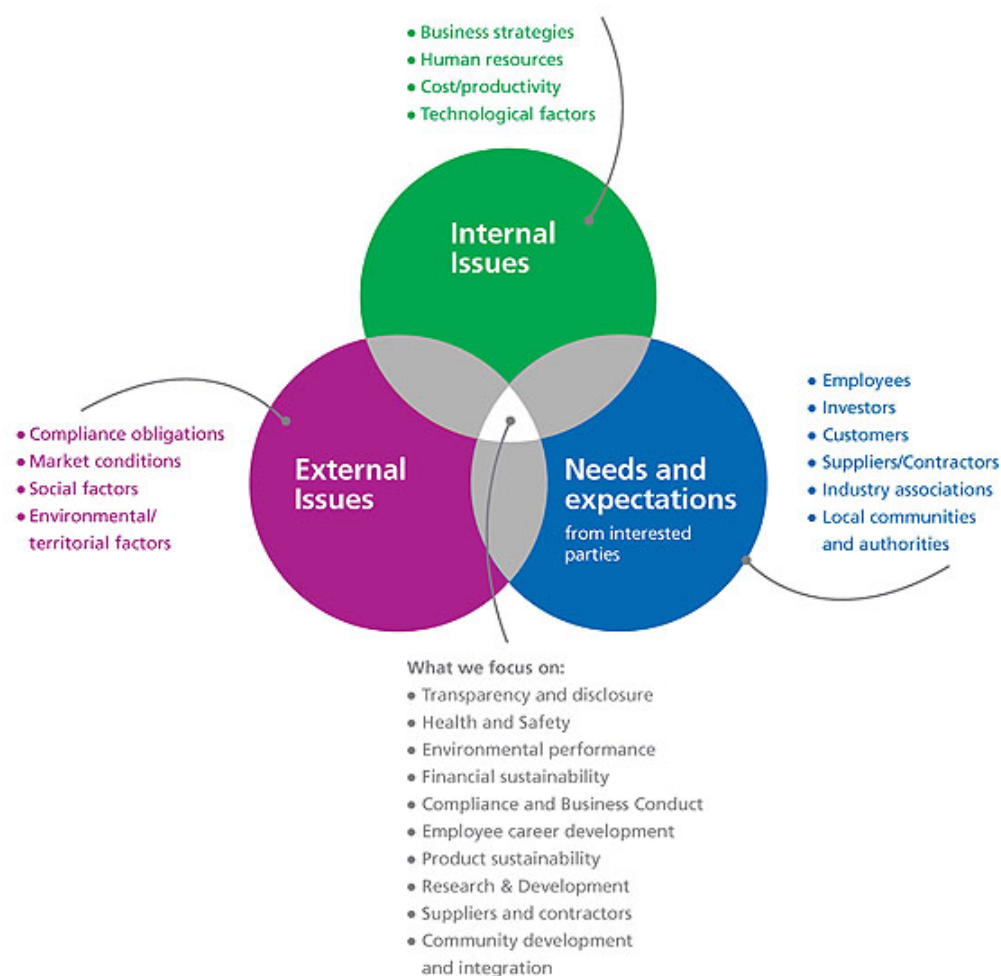 • Business strategies
• Human resources
• Cost/productivity
• Technological factors
Internal
Issues
• Compliance obligations
• Market conditions
• Social factors
• Environmental/
territorial factors
External
Issues
Needs and
expectations
from interested
parties
• Employees
• Investors
• Customers
• Suppliers/Contractors
• Industry associations
• Local communities
and authorities
What we focus on:
• Transparency and disclosure
• Health and Safety
• Environmental performance
• Financial sustainability
• Compliance and Business Conduct
• Employee career development
• Product sustainability
• Research & Development
• Suppliers and contractors
• Community development
and integration